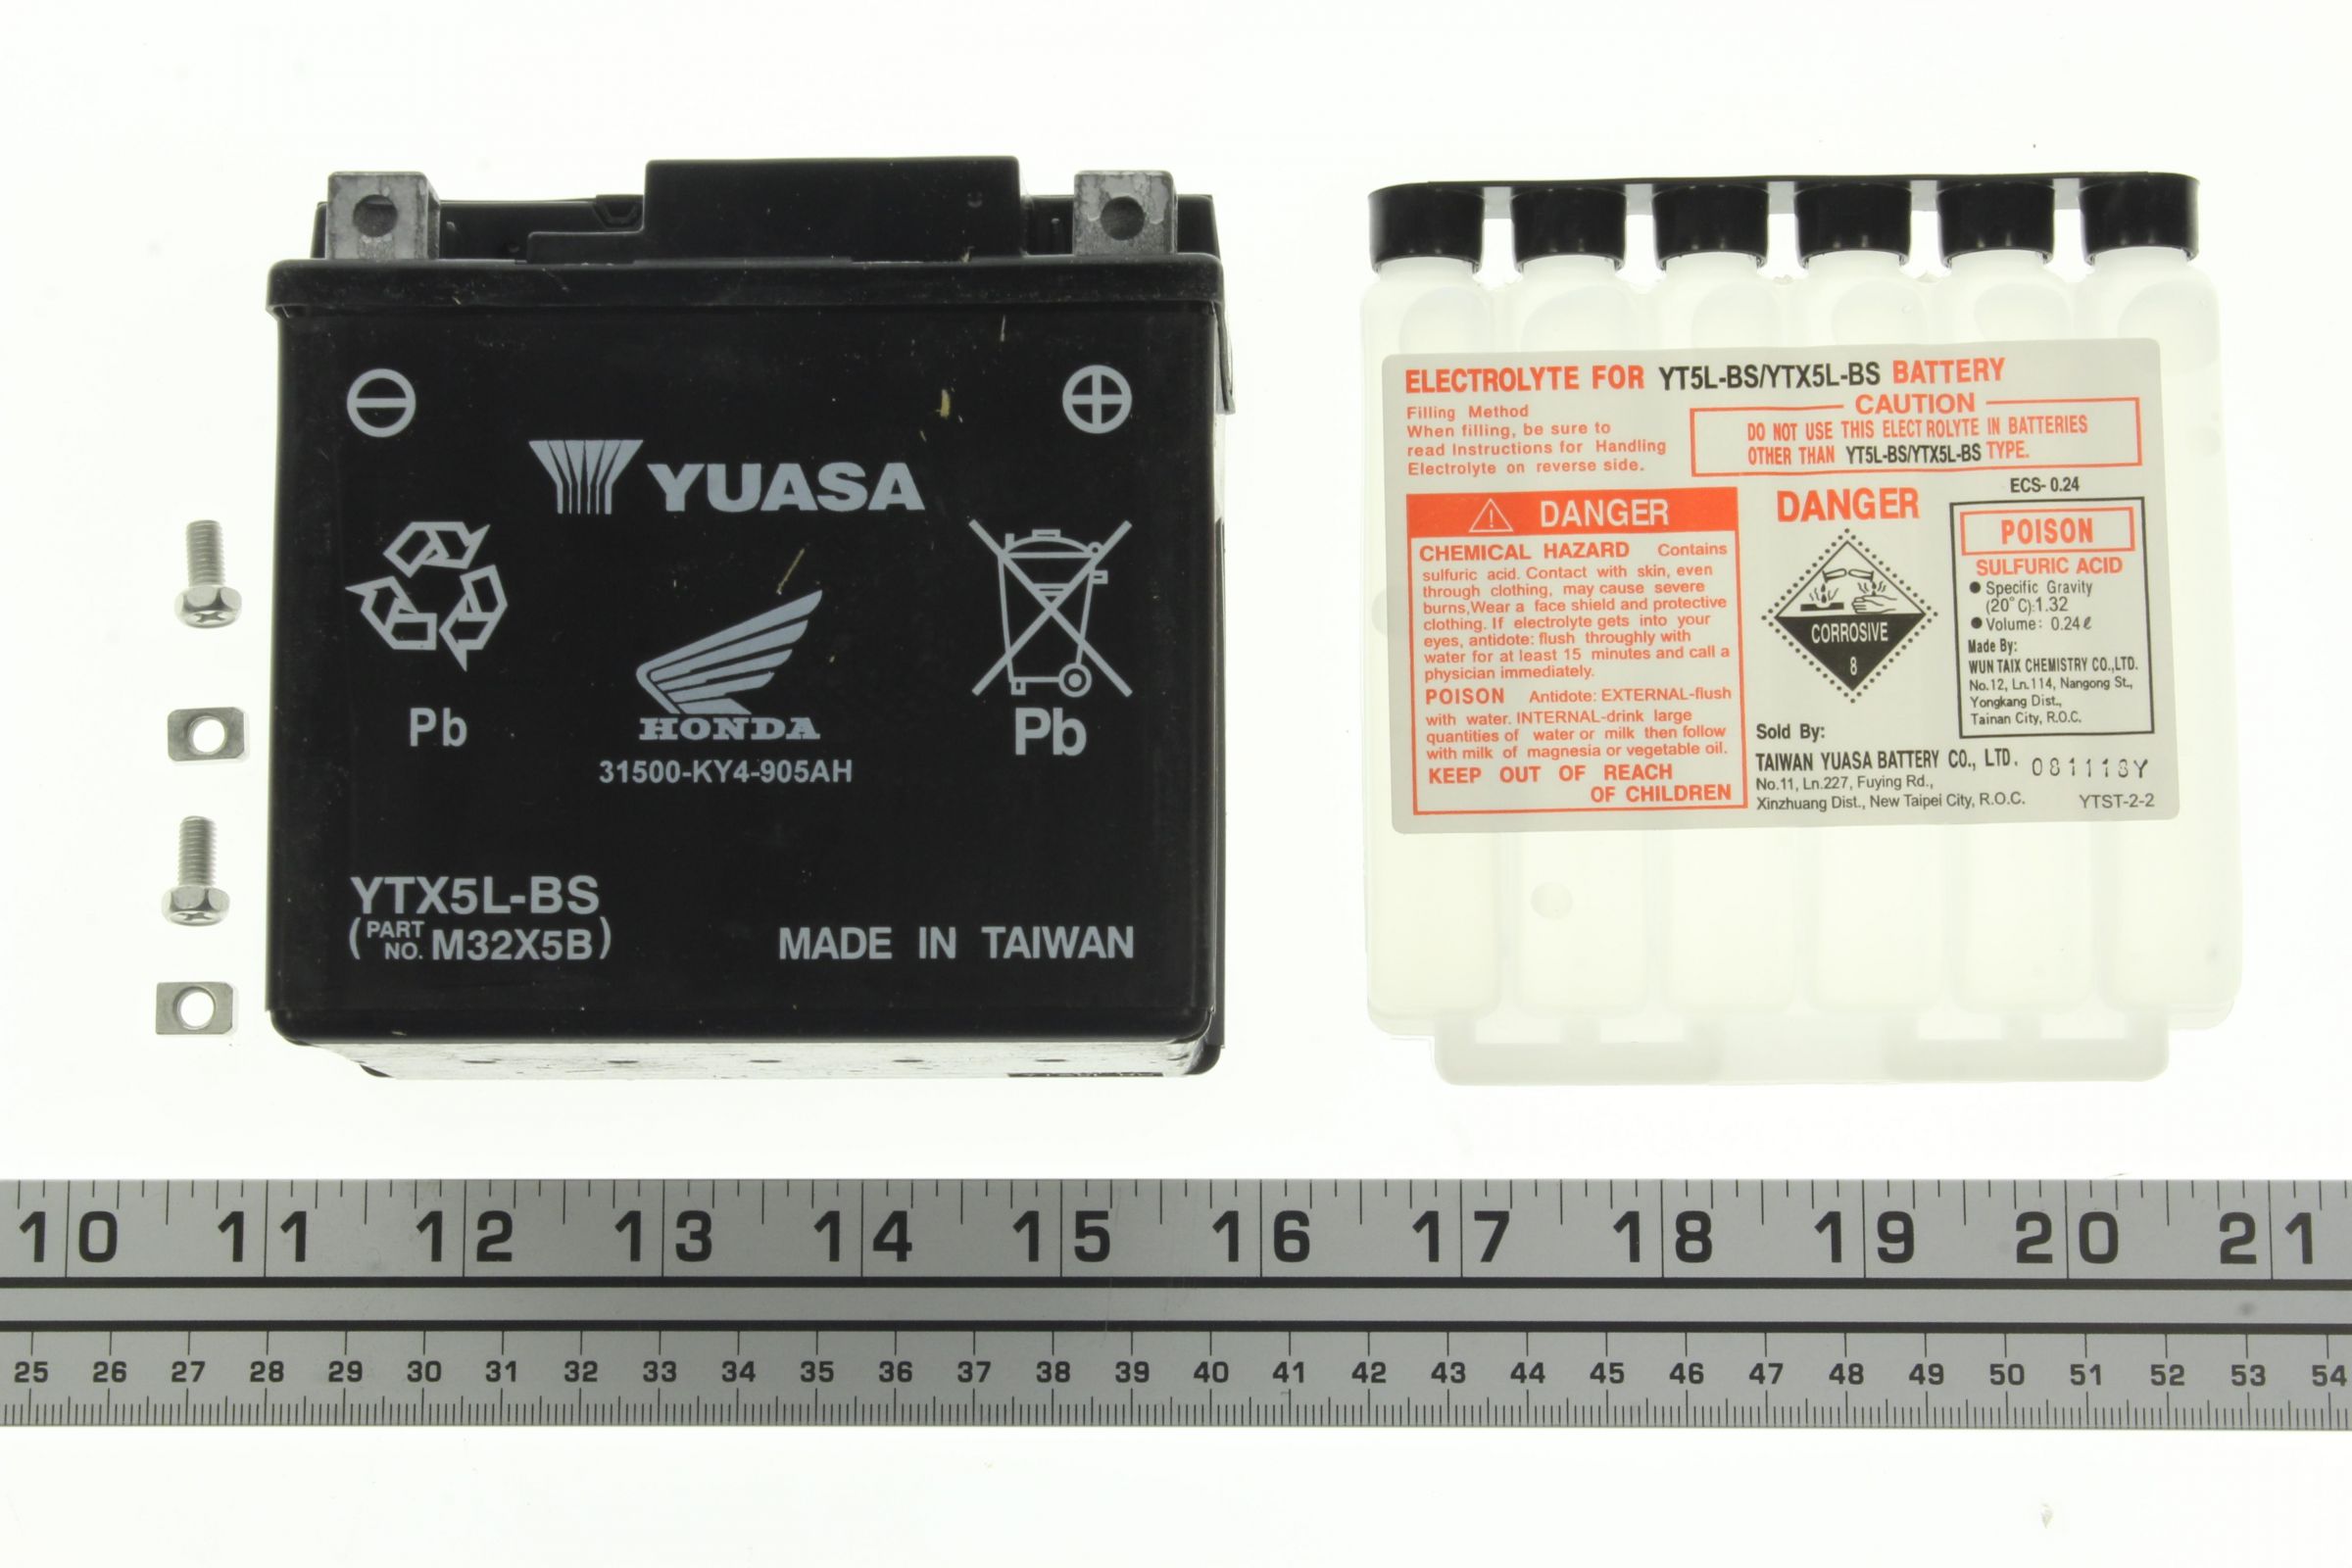 YUASA
Pb
Pb
HONDA
31500-KY4-905AH
YTX5L-BS
(PART NO. M32X5B)
MADE IN TAIWAN
ELECTROLYTE FOR YT5L-BS/YTX5L-BS BATTERY
Filling Method
When filling, be sure to
read Instructions for Handling
Electrolyte on reverse side.
CAUTION
DO NOT USE THIS ELECTROLYTE IN BATTERIES
OTHER THAN YT5L-BS/YTX5L-BS TYPE.
ECS- 0.24
DANGER
CHEMICAL HAZARD Contains
sulfuric acid. Contact with skin, even
through clothing, may cause severe
burns,Wear a face shield and protective
clothing. If electrolyte gets into your
eyes, antidote: flush throughly with
water for at least 15 minutes and call a
physician immediately.
POISON Antidote: EXTERNAL-flush
with water. INTERNAL-drink large
quantities of water or milk then follow
with milk of magnesia or vegetable oil.
KEEP OUT OF REACH
OF CHILDREN
DANGER
CORROSIVE
8
POISON
SULFURIC ACID
● Specific Gravity
(20°C):1.32
● Volume: 0.24ℓ
Made By:
WUN TAIX CHEMISTRY CO.,LTD.
No.12, Ln.114, Nangong St.,
Yongkang Dist.,
Tainan City, R.O.C.
Sold By:
TAIWAN YUASA BATTERY CO., LTD.
No.11, Ln.227, Fuying Rd.,
Xinzhuang Dist., New Taipei City, R.O.C.
081118Y
YTST-2-2
10 11 12 13 14 15 16 17 18 19 20 21
25 26 27 28 29 30 31 32 33 34 35 36 37 38 39 40 41 42 43 44 45 46 47 48 49 50 51 52 53 54